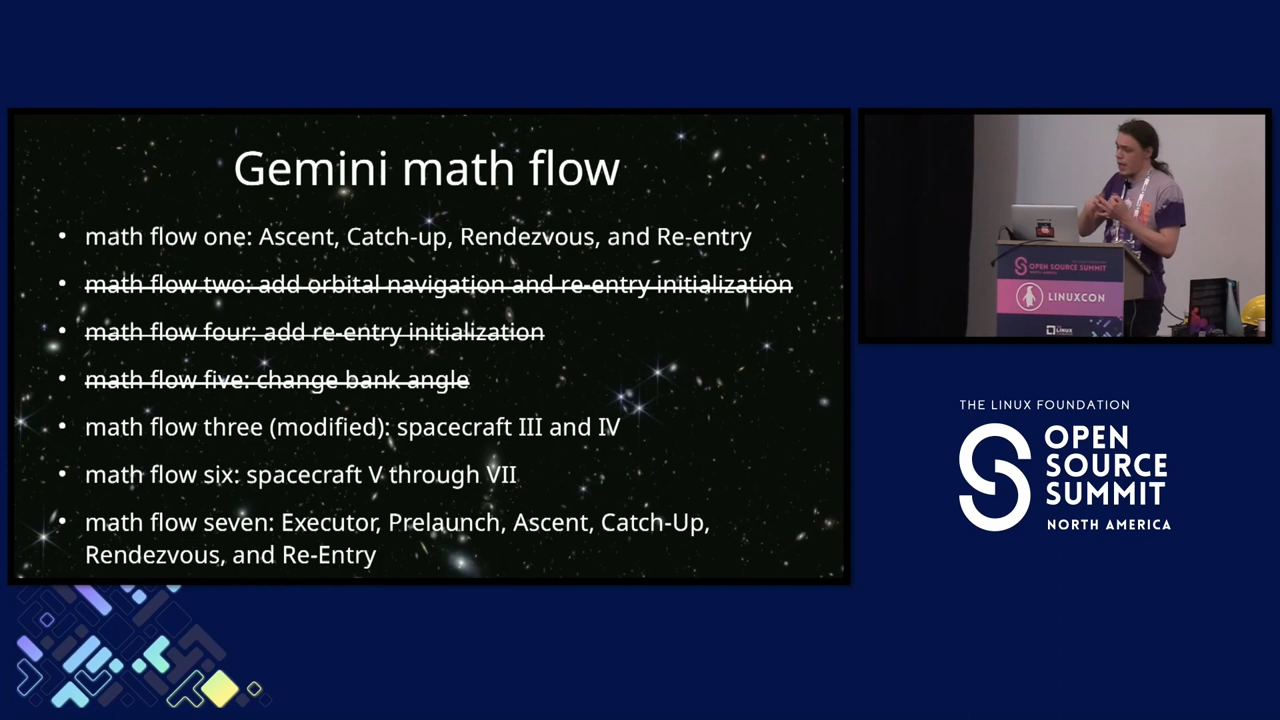 Gemini math flow
• math flow one: Ascent, Catch-up, Rendezvous, and Re-entry
• math flow two: add orbital navigation and re-entry initialization
• math flow four: add re-entry initialization
• math flow five: change bank angle
• math flow three (modified): spacecraft III and IV
• math flow six: spacecraft V through VII
• math flow seven: Executor, Prelaunch, Ascent, Catch-Up,
Rendezvous, and Re-Entry
OPEN SOURCE SUMMIT
LINUXCON
LINUX
THE LINUX FOUNDATION
OPEN
SOURCE
SUMMIT
NORTH AMERICA